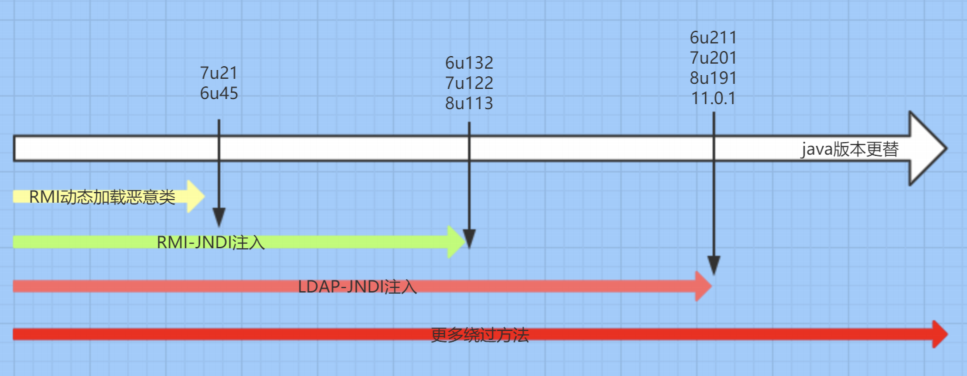 7u21
6u45
6u132
7u122
8u113
6u211
7u201
8u191
11.0.1
java版本更替
RMI动态加载恶意类
RMI-JNDI注入
LDAP-JNDI注入
更多绕过方法